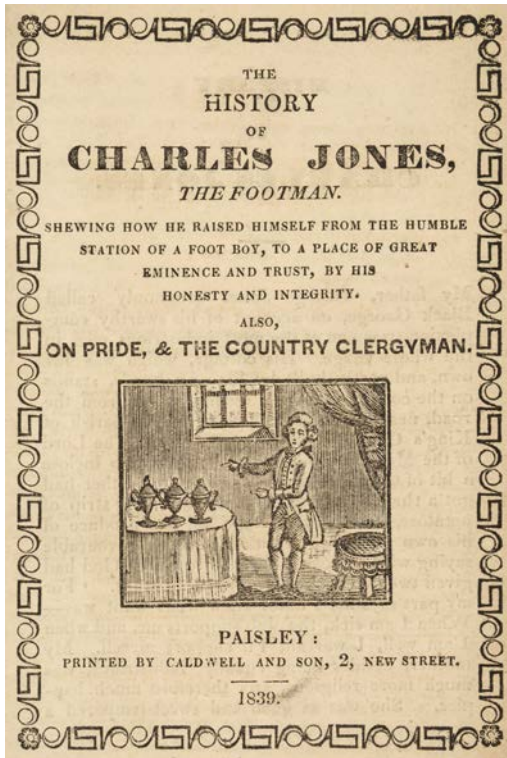 THE
HISTORY
OF
CHARLES JONES,
THE FOOTMAN.
SHEWING HOW HE RAISED HIMSELF FROM THE HUMBLE
STATION OF A FOOT BOY, TO A PLACE OF GREAT
EMINENCE AND TRUST, BY HIS
HONESTY AND INTEGRITY.
ALSO,
ON PRIDE, & THE COUNTRY CLERGYMAN.
PAISLEY:
PRINTED BY CALDWELL AND SON, 2, NEW STREET.
1839.